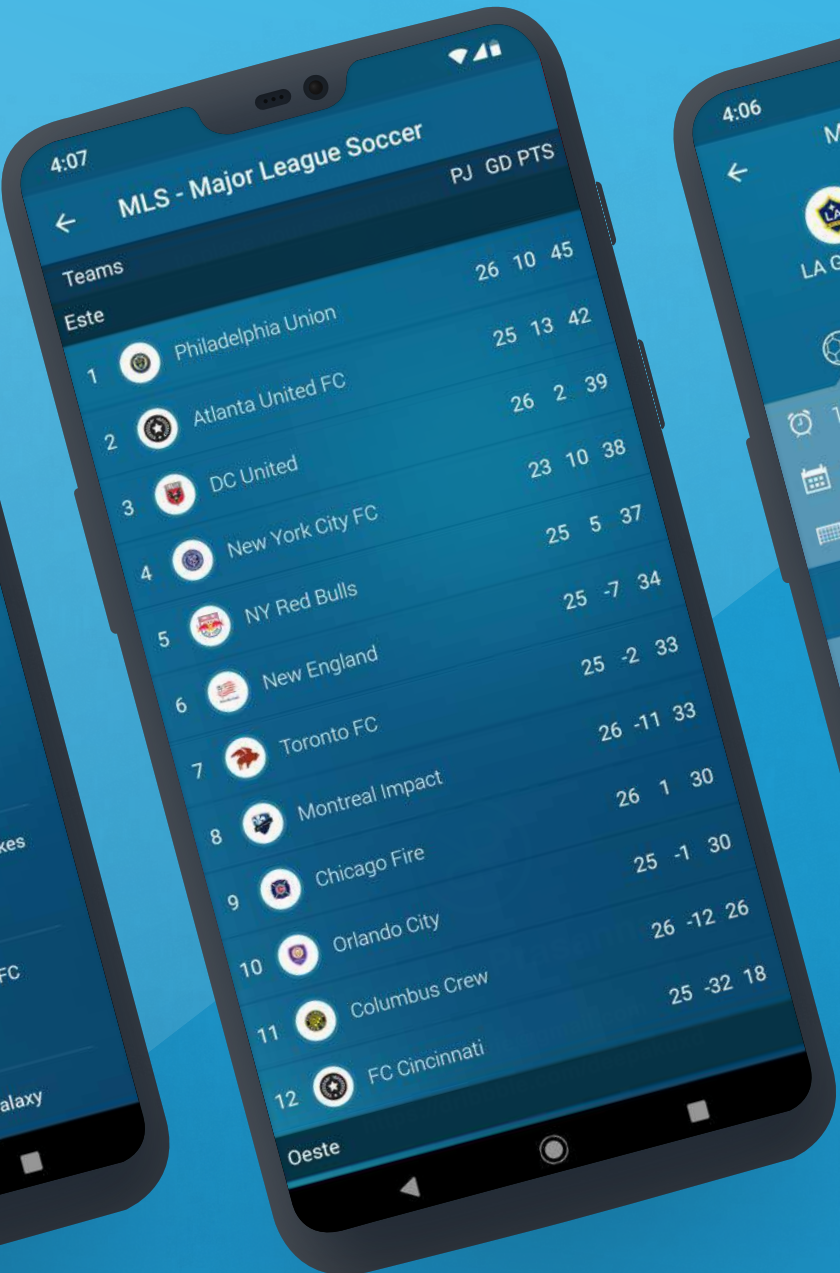 4:07
MLS - Major League Soccer
Teams PJ GD PTS
Este
1 Philadelphia Union 26 10 45
2 Atlanta United FC 25 13 42
3 DC United 26 2 39
4 New York City FC 23 10 38
5 NY Red Bulls 25 5 37
6 New England 25 -7 34
7 Toronto FC 25 -2 33
8 Montreal Impact 26 -11 33
9 Chicago Fire 26 1 30
10 Orlando City 25 -1 30
11 Columbus Crew 26 -12 26
12 FC Cincinnati 25 -32 18
Oeste
kes
FC
alaxy
4:06
M
LA G